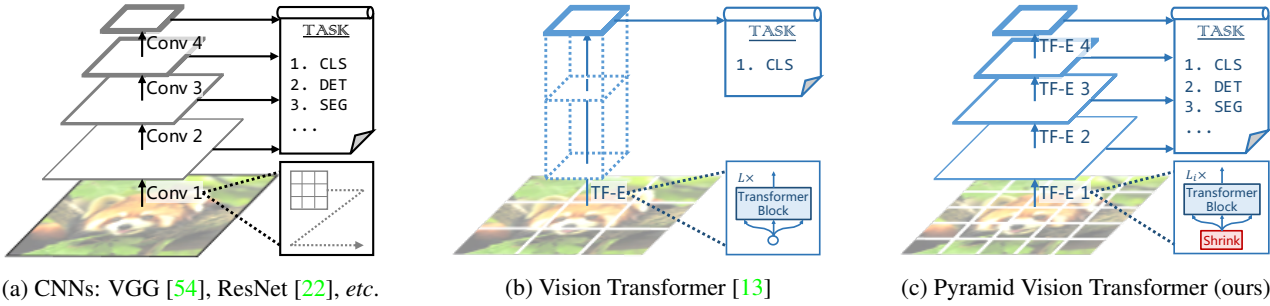 TASK
Conv 4
1. CLS
Conv 3
2. DET
3. SEG
...
Conv 2
Conv 1
(a) CNNs: VGG [54], ResNet [22], etc.
TASK
1. CLS
TF-E
L×
Transformer
Block
(b) Vision Transformer [13]
TASK
TF-E 4
1. CLS
TF-E 3
2. DET
3. SEG
...
TF-E 2
TF-E 1
Li×
Transformer
Block
Shrink
(c) Pyramid Vision Transformer (ours)